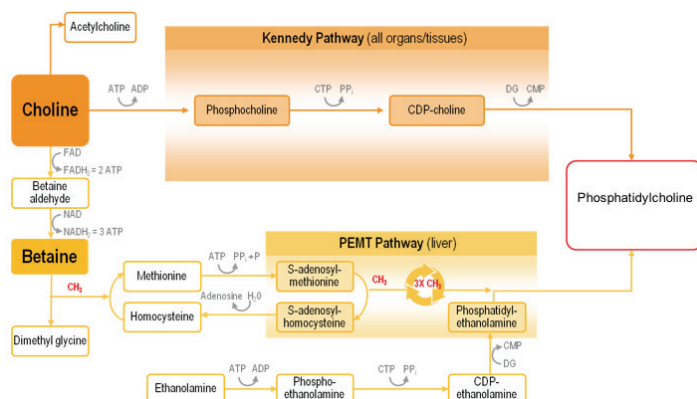 Acetylcholine
Kennedy Pathway (all organs/tissues)
Choline
ATP ADP
Phosphocholine
CTP PPi
CDP-choline
DG CMP
FAD
FADH2 = 2 ATP
Betaine
aldehyde
NAD
NADH2 = 3 ATP
Phosphatidylcholine
Betaine
PEMT Pathway (liver)
CH3
Methionine
ATP PPi +P
S-adenosyl-
methionine
CH3
3X CH3
Homocysteine
Adenosine H20
S-adenosyl-
homocysteine
Phosphatidyl-
ethanolamine
Dimethyl glycine
CMP
DG
Ethanolamine
ATP ADP
Phospho-
ethanolamine
CTP PPi
CDP-
ethanolamine